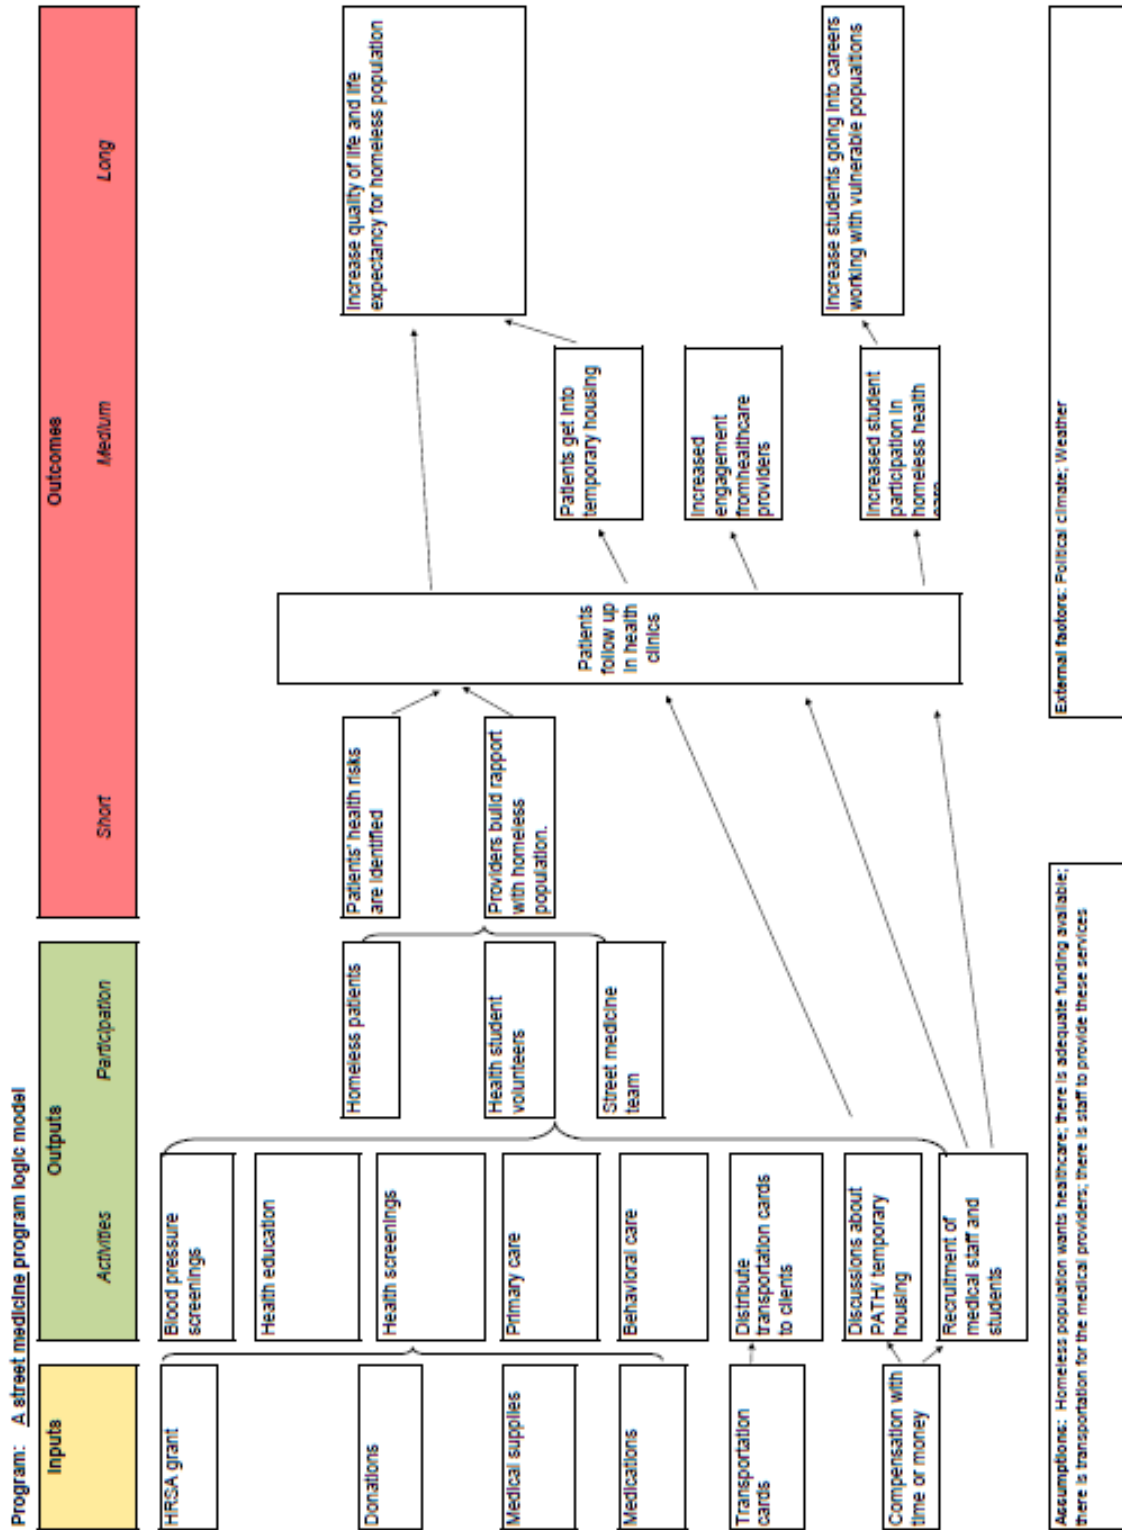 Program: A street medicine program logic model
Inputs
Outputs
Outcomes
Activities
Participation
Short
Medium
Long
HRSA grant
Donations
Medical supplies
Medications
Transportation
cards
Compensation with
time or money
Blood pressure
screenings
Health education
Health screenings
Primary care
Behavioral care
Distribute
transportation cards
to clients
Discussions about
PATH/ temporary
housing
Recruitment of
medical staff and
students
Homeless patients
Health student
volunteers
Street medicine
team
Patients' health risks
are identified
Providers build rapport
with homeless
population.
Patients
follow up
in health
clinics
Patients get into
temporary housing
Increased
engagement
fromhealthcare
providers
Increased student
participation in
homeless health
care
Increase quality of life and life
expectancy for homeless population
Increase students going into careers
working with vulnerable popualtions
Assumptions: Homeless population wants healthcare; there is adequate funding available;
there is transportation for the medical providers; there is staff to provide these services
External factors: Political climate; Weather